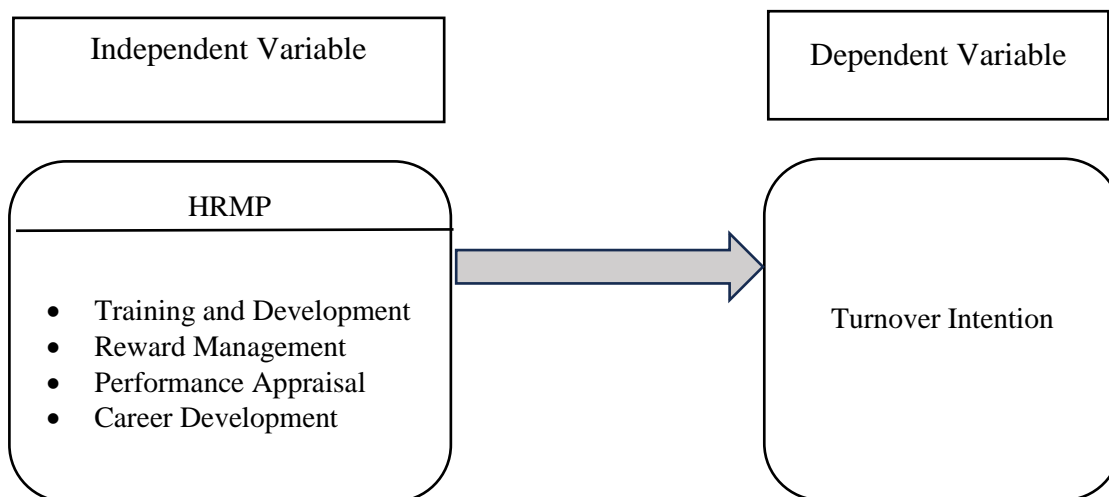 Independent Variable
Dependent Variable
HRMP
• Training and Development
• Reward Management
• Performance Appraisal
• Career Development
Turnover Intention